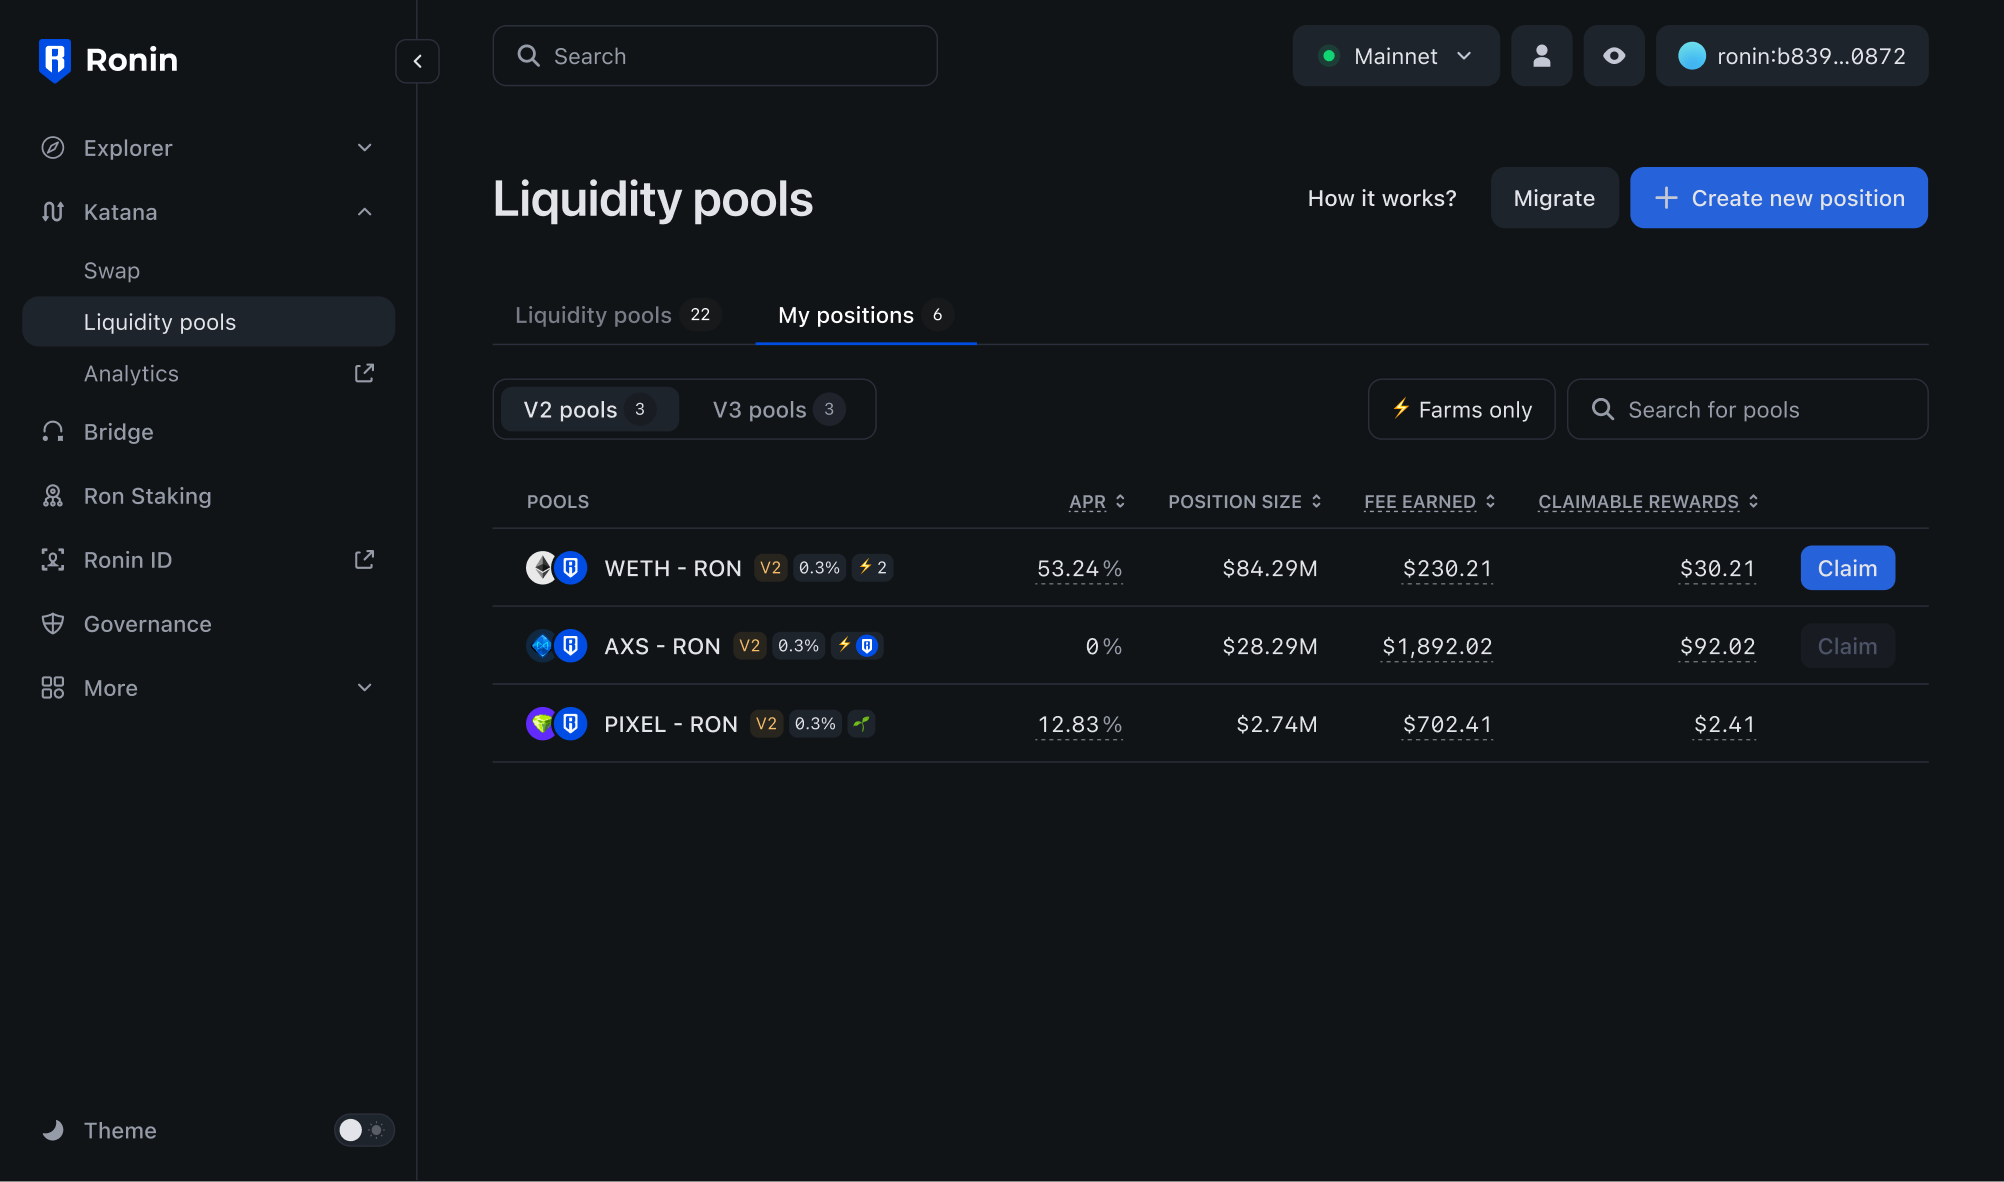 Ronin
Search
Mainnet
ronin:b839...0872
Explorer
Katana
Swap
Liquidity pools
Analytics
Bridge
Ron Staking
Ronin ID
Governance
More
Theme
Liquidity pools
How it works?
Migrate
Create new position
Liquidity pools 22
My positions 6
V2 pools 3
V3 pools 3
Farms only
Search for pools
POOLS APR POSITION SIZE FEE EARNED CLAIMABLE REWARDS
WETH - RON V2 0.3% 2 53.24% $84.29M $230.21 $30.21 Claim
AXS - RON V2 0.3% 0% $28.29M $1,892.02 $92.02 Claim
PIXEL - RON V2 0.3% 12.83% $2.74M $702.41 $2.41